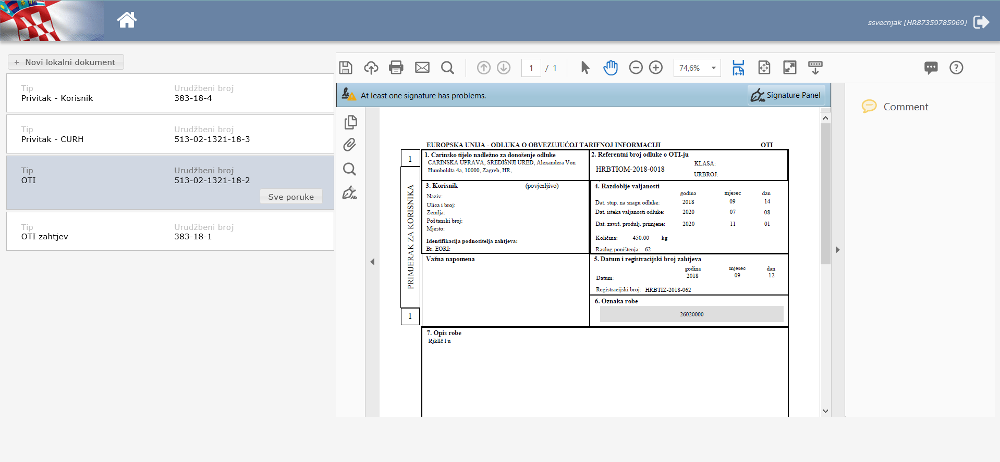 ssvecnjak [HR87359785969]
+ Novi lokalni dokument
Tip Urudžbeni broj
Privitak - Korisnik 383-18-4
Tip Urudžbeni broj
Privitak - CURH 513-02-1321-18-3
Tip Urudžbeni broj
OTI 513-02-1321-18-2
Sve poruke
Tip Urudžbeni broj
OTI zahtjev 383-18-1
1 / 1 74,6%
At least one signature has problems. Signature Panel
Comment
EUROPSKA UNIJA - ODLUKA O OBVEZUJUĆOJ TARIFNOJ INFORMACIJI OTI
1
PRIMJERAK ZA KORISNIKA
1
1. Carinsko tijelo nadležno za donošenje odluke
CARINSKA UPRAVA, SREDIŠNJI URED, Alexandera Von
Humboldta 4a, 10000, Zagreb, HR,
2. Referentni broj odluke o OTI-ju
KLASA:
HRBTIOM-2018-0018
URBROJ:
3. Korisnik (povjerljivo)
Naziv:
Ulica i broj:
Zemlja:
Poštanski broj:
Mjesto:
Identifikacija podnositelja zahtjeva:
Br. EORI:
4. Razdoblje valjanosti
godina mjesec dan
Dat. stup. na snagu odluke: 2018 09 14
Dat. isteka valjanosti odluke: 2020 07 08
Dat. završ. produlj. primjene: 2020 11 01
Količina: 450.00 kg
Razlog poništenja: 62
Važna napomena
5. Datum i registracijski broj zahtjeva
godina mjesec dan
Datum: 2018 09 12
Registracijski broj: HRBTIZ-2018-062
6. Oznaka robe
26020000
7. Opis robe
lčjkllč l u